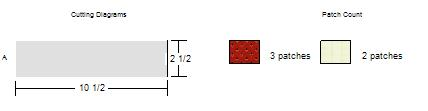 Cutting Diagrams
Patch Count
A
2 1/2
10 1/2
3 patches
2 patches